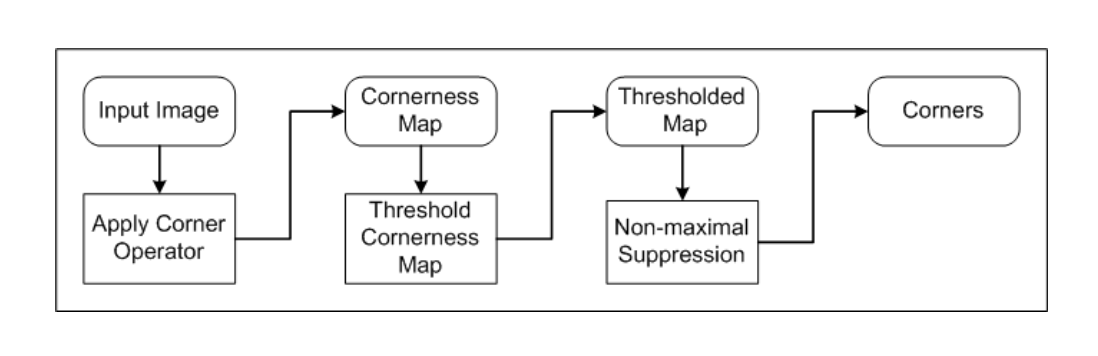 Input Image
Apply Corner
Operator
Cornerness
Map
Threshold
Cornerness
Map
Thresholded
Map
Non-maximal
Suppression
Corners